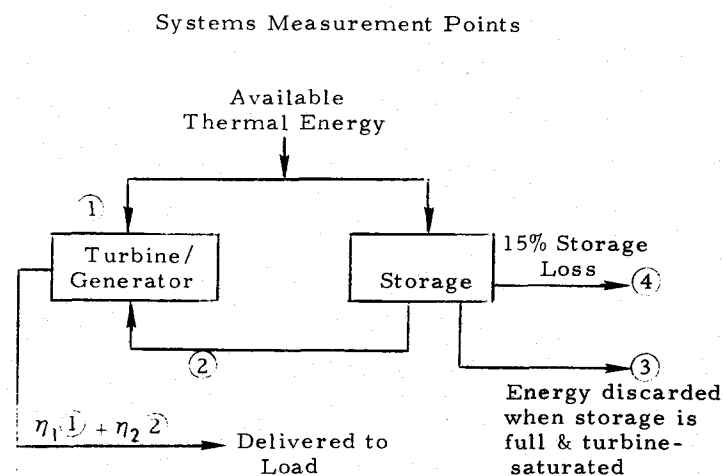 Systems Measurement Points
Available
Thermal Energy
①
Turbine/
Generator
Storage
15% Storage
Loss
④
②
③
Energy discarded
when storage is
full & turbine-
saturated
η₁ ① + η₂ ②
Delivered to
Load